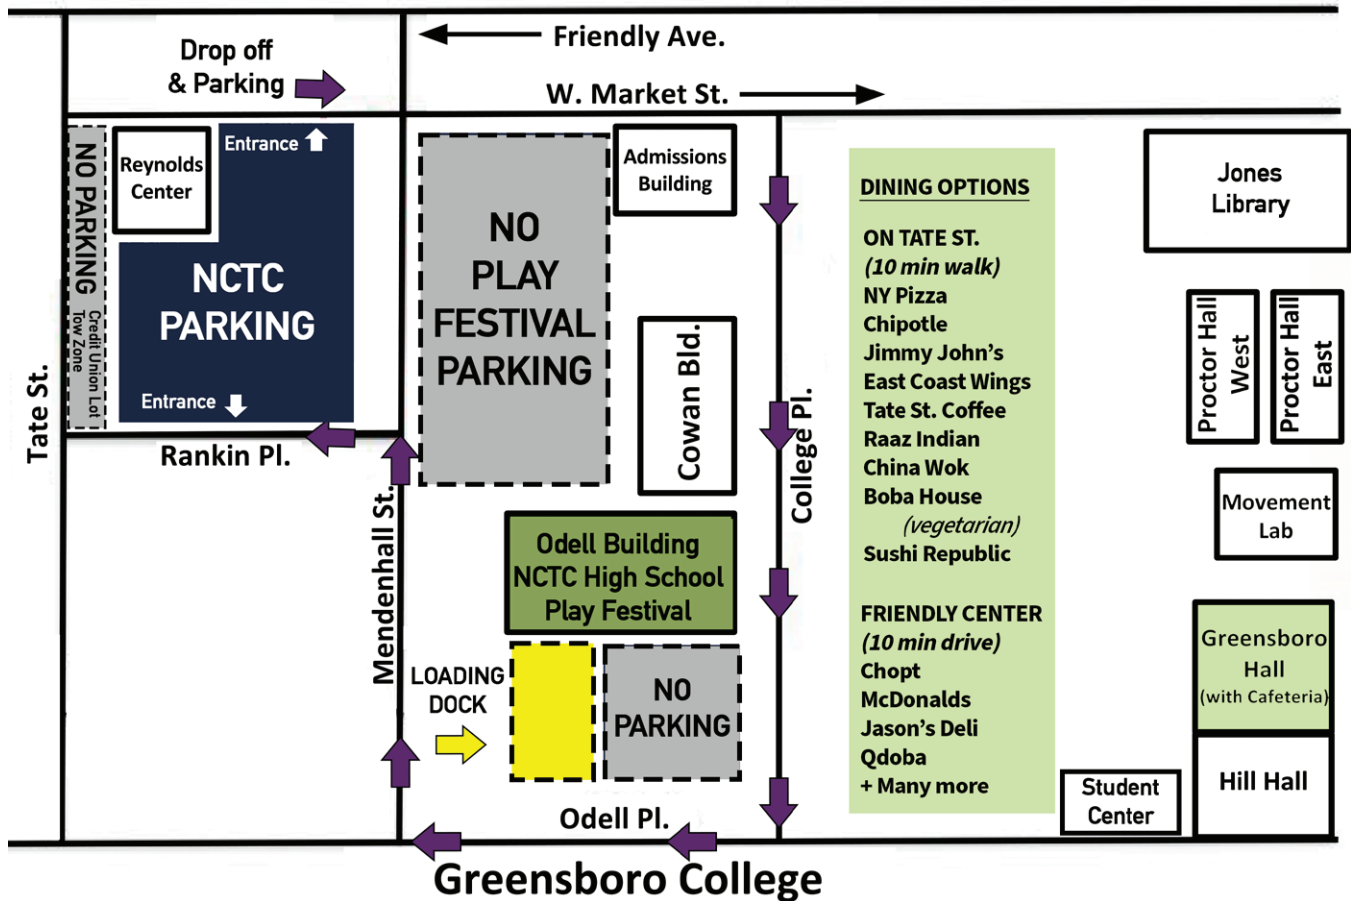 Friendly Ave.
Drop off
& Parking
W. Market St.
NO PARKING
Credit Union Lot
Tow Zone
Reynolds
Center
Entrance
NCTC
PARKING
Entrance
Tate St.
Rankin Pl.
Mendenhall St.
NO
PLAY
FESTIVAL
PARKING
Admissions
Building
Cowan Bld.
College Pl.
Odell Building
NCTC High School
Play Festival
LOADING
DOCK
NO
PARKING
Odell Pl.
DINING OPTIONS
ON TATE ST.
(10 min walk)
NY Pizza
Chipotle
Jimmy John's
East Coast Wings
Tate St. Coffee
Raaz Indian
China Wok
Boba House
(vegetarian)
Sushi Republic
FRIENDLY CENTER
(10 min drive)
Chopt
McDonalds
Jason's Deli
Qdoba
+ Many more
Jones
Library
Proctor Hall
West
Proctor Hall
East
Movement
Lab
Greensboro
Hall
(with Cafeteria)
Hill Hall
Student
Center
Greensboro College